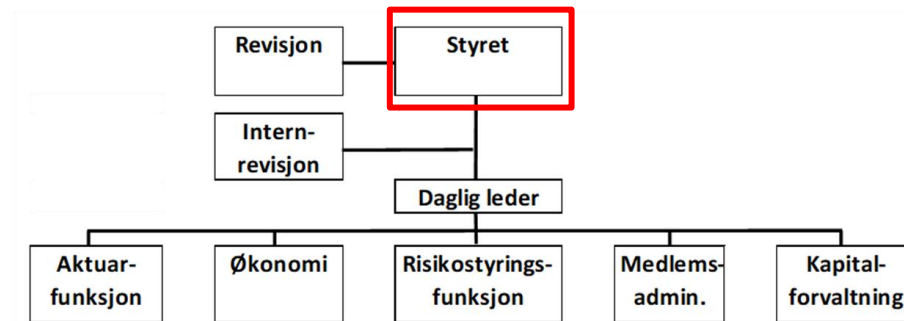 Revisjon
Styret
Intern-
revisjon
Daglig leder
Aktuar-
funksjon
Økonomi
Risikostyrings-
funksjon
Medlems-
admin.
Kapital-
forvaltning